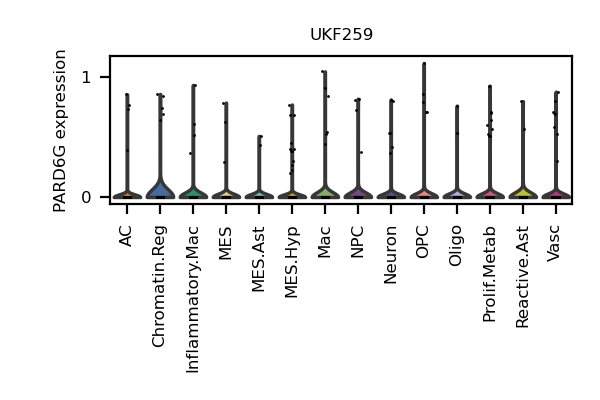 UKF259
PARD6G expression
1
0
AC
Chromatin.Reg
Inflammatory.Mac
MES
MES.Ast
MES.Hyp
Mac
NPC
Neuron
OPC
Oligo
Prolif.Metab
Reactive.Ast
Vasc